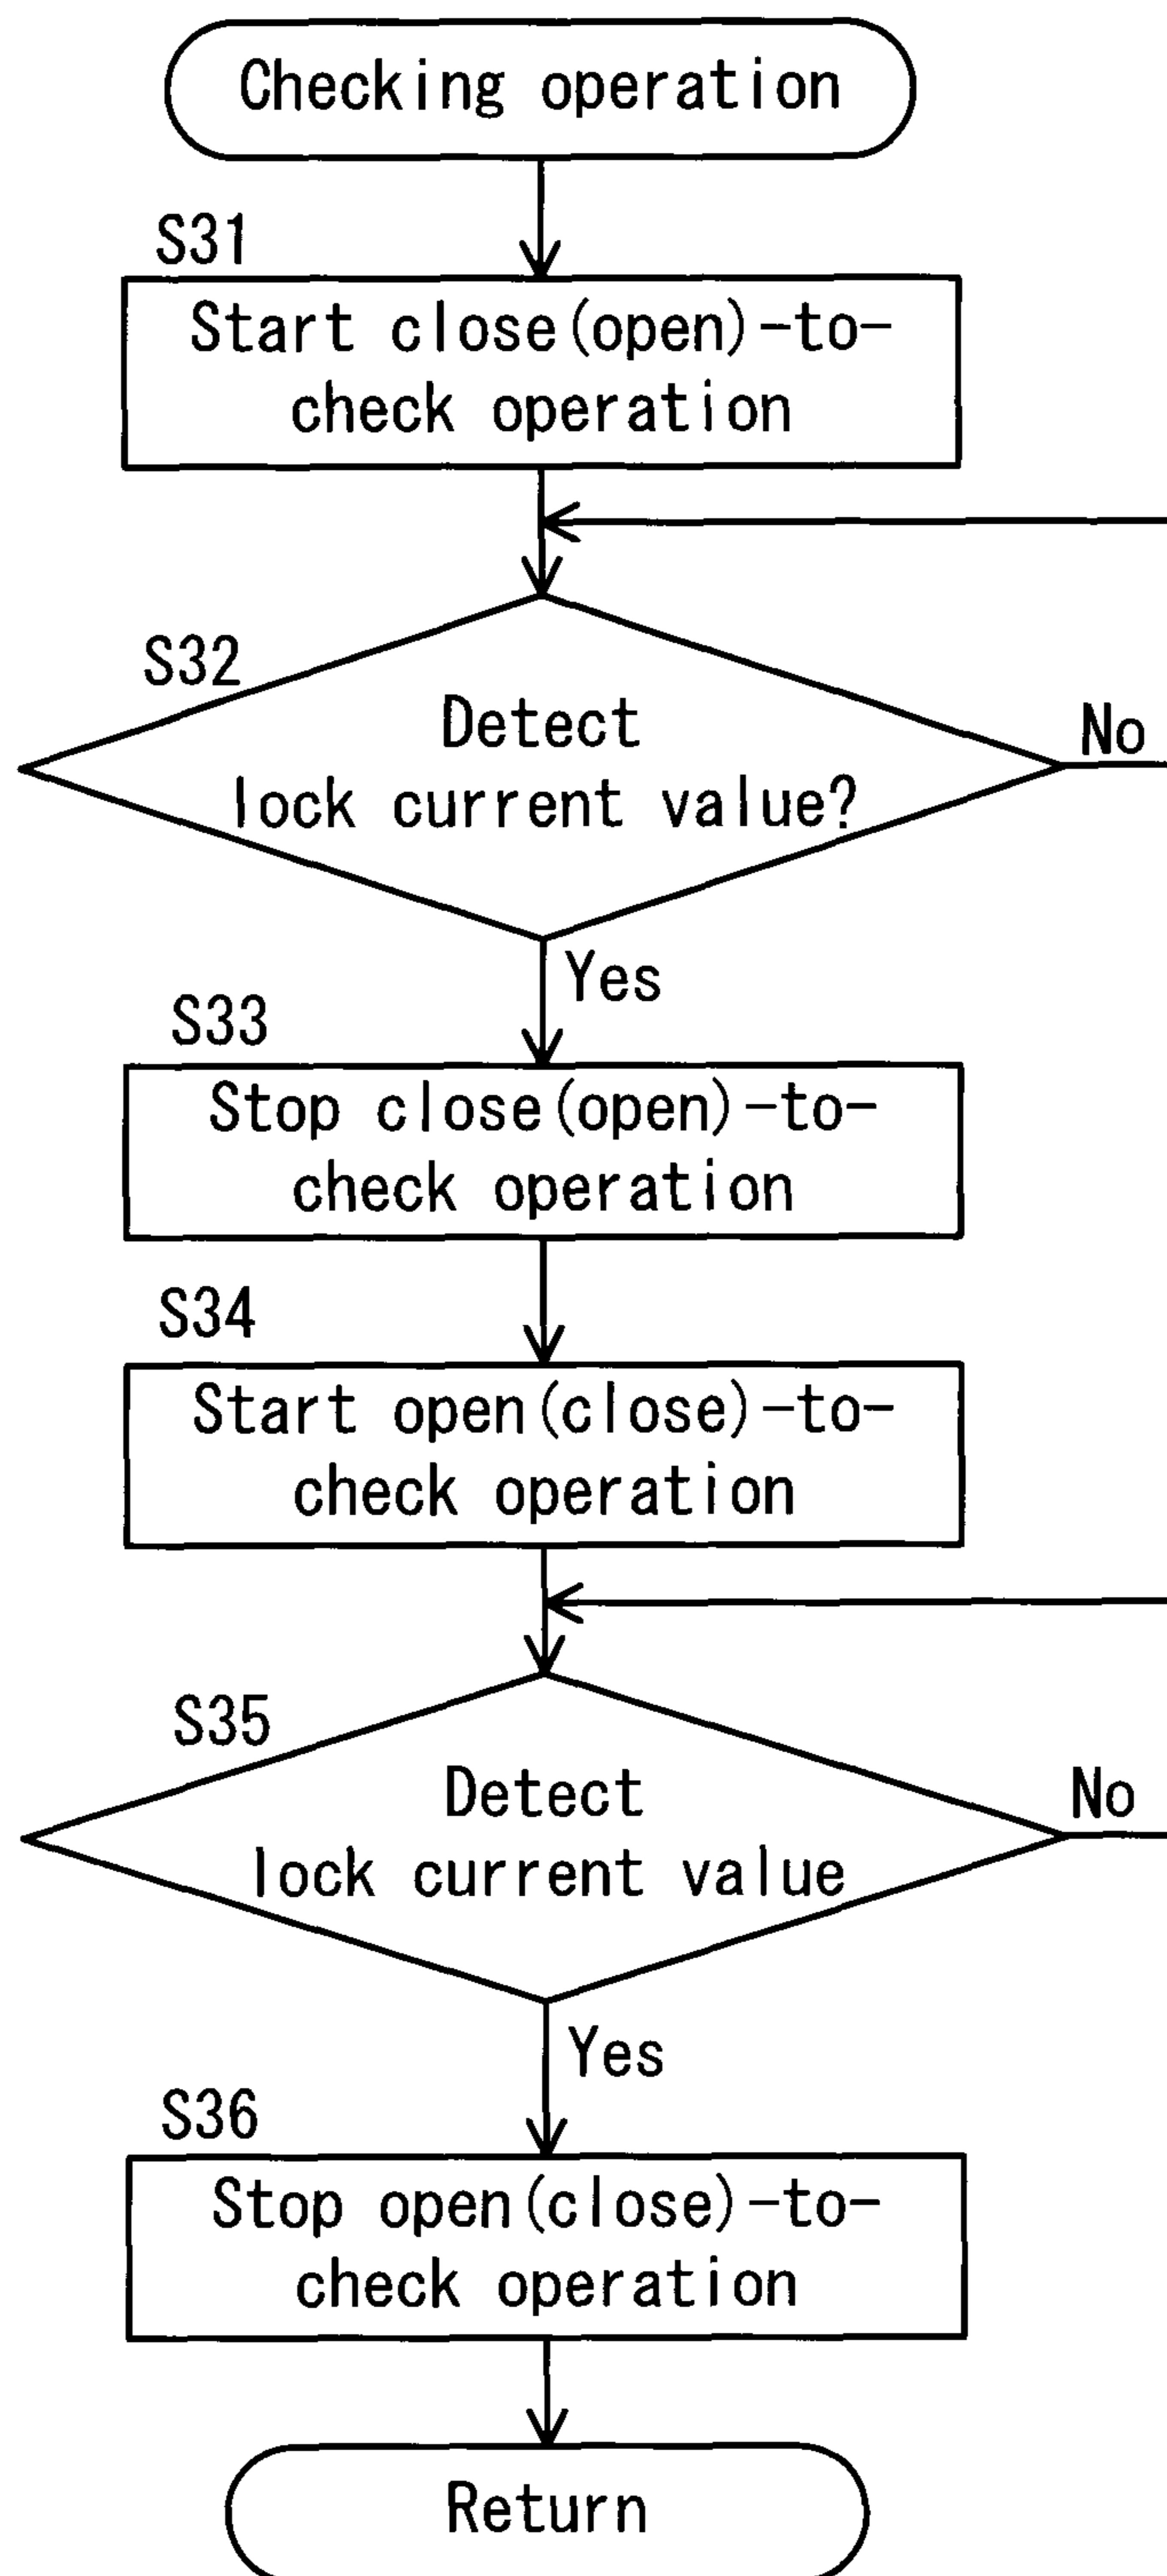 Checking operation
S31
Start close(open)-to-
check operation
S32
Detect
lock current value?
No
Yes
S33
Stop close(open)-to-
check operation
S34
Start open(close)-to-
check operation
S35
Detect
lock current value
No
Yes
S36
Stop open(close)-to-
check operation
Return